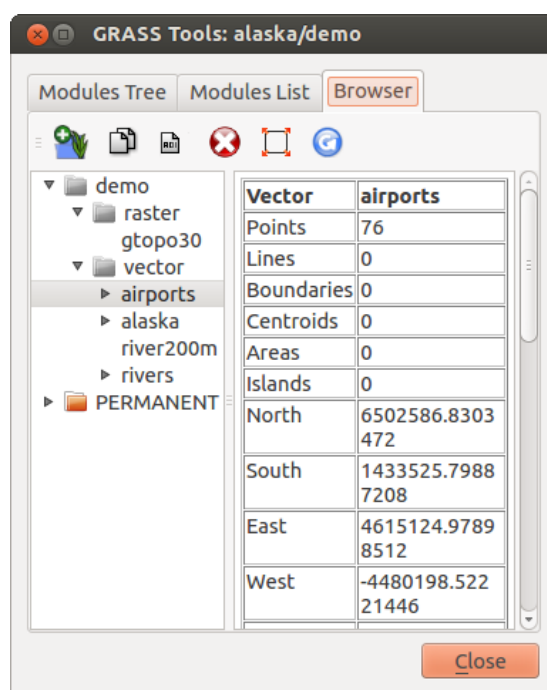 GRASS Tools: alaska/demo
Modules Tree
Modules List
Browser
demo
raster
gtopo30
vector
airports
alaska
river200m
rivers
PERMANENT
Vector airports
Points 76
Lines 0
Boundaries 0
Centroids 0
Areas 0
Islands 0
North 6502586.8303
472
South 1433525.7988
7208
East 4615124.9789
8512
West -4480198.522
21446
Close